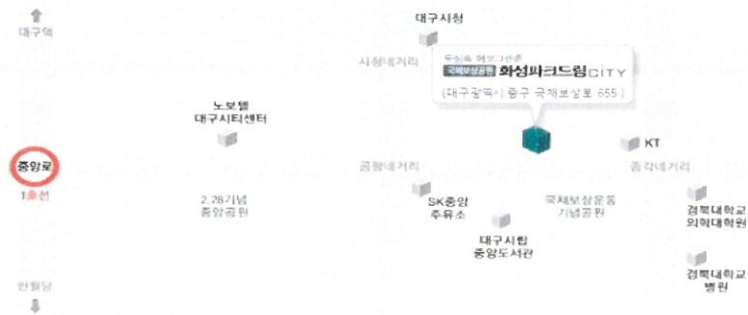 대구역
대구시청
시청네거리
국채보상공원 화성파크드림CITY
(대구광역시 중구 국채보상로 655)
노보텔
대구시티센터
KT
중앙로
공평네거리
종각네거리
1호선
2.28기념
중앙공원
SK중앙
주유소
국채보상운동
기념공원
경북대학교
의학대학원
대구시립
중앙도서관
경북대학교
병원
반월당